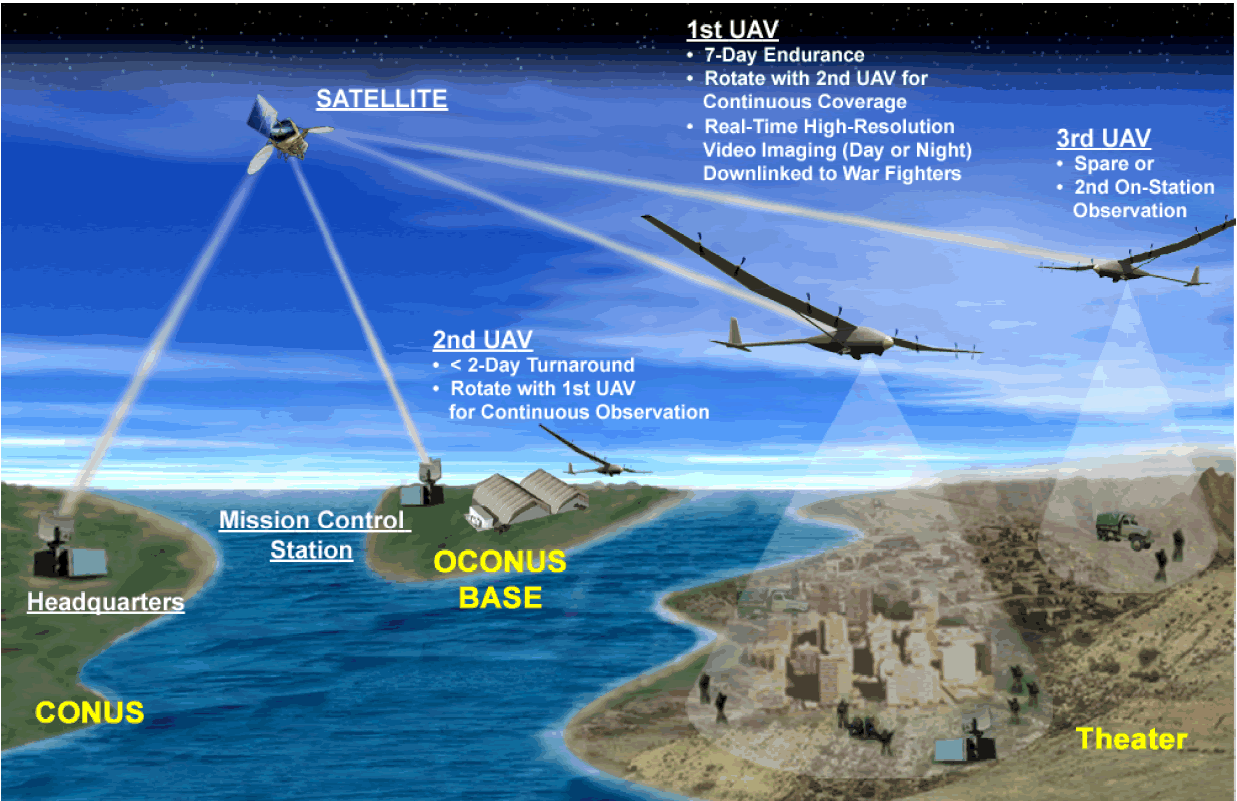 SATELLITE
1st UAV
• 7-Day Endurance
• Rotate with 2nd UAV for
Continuous Coverage
• Real-Time High-Resolution
Video Imaging (Day or Night)
Downlinked to War Fighters
3rd UAV
• Spare or
• 2nd On-Station
Observation
2nd UAV
• < 2-Day Turnaround
• Rotate with 1st UAV
for Continuous Observation
Mission Control
Station
OCONUS
BASE
Headquarters
CONUS
Theater